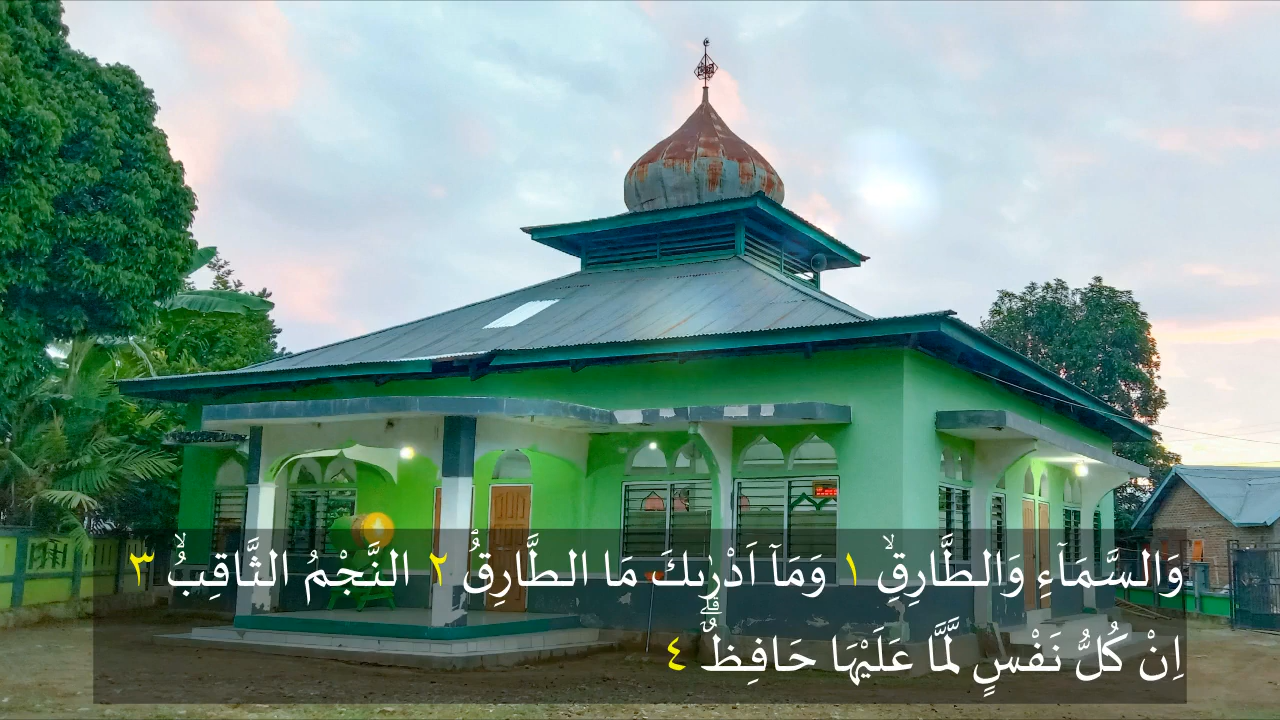 وَالسَّمَاۤءِ وَالطَّارِقِۙ ١ وَمَآ اَدْرٰىكَ مَا الطَّارِقُۙ ٢ النَّجْمُ الثَّاقِبُۙ ٣
اِنْ كُلُّ نَفْسٍ لَّمَّا عَلَيْهَا حَافِظٌۗ ٤